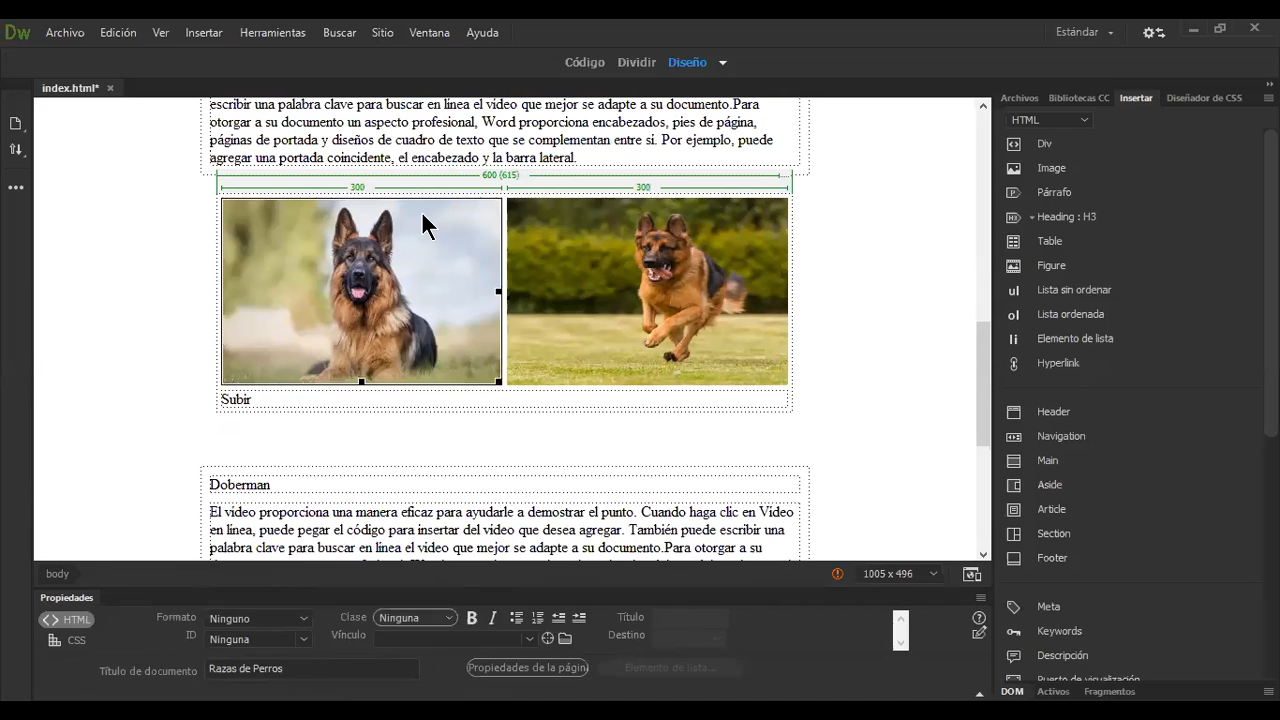 Dw Archivo Edición Ver Insertar Herramientas Buscar Sitio Ventana Ayuda Estándar
Código Dividir Diseño
index.html* Archivos Bibliotecas CC Insertar Diseñador de CSS
escribir una palabra clave para buscar en línea el video que mejor se adapte a su documento.Para
otorgar a su documento un aspecto profesional, Word proporciona encabezados, pies de página,
páginas de portada y diseños de cuadro de texto que se complementan entre sí. Por ejemplo, puede
agregar una portada coincidente, el encabezado y la barra lateral.
600 (615)
300 300
Subir
Doberman
El video proporciona una manera eficaz para ayudarle a demostrar el punto. Cuando haga clic en Video
en línea, puede pegar el código para insertar del video que desea agregar. También puede escribir una
palabra clave para buscar en línea el video que mejor se adapte a su documento.Para otorgar a su
body 1005 x 496
HTML
Div
Image
Párrafo
Heading : H3
Table
Figure
ul Lista sin ordenar
ol Lista ordenada
li Elemento de lista
Hyperlink
Header
Navigation
Main
Aside
Article
Section
Footer
Meta
Keywords
Descripción
Puerto de visualización
DOM Activos Fragmentos
Propiedades
HTML Formato Ninguno Clase Ninguna B I Título
CSS ID Ninguna Vínculo Destino
Título de documento Razas de Perros Propiedades de la págin Elemento de lista...